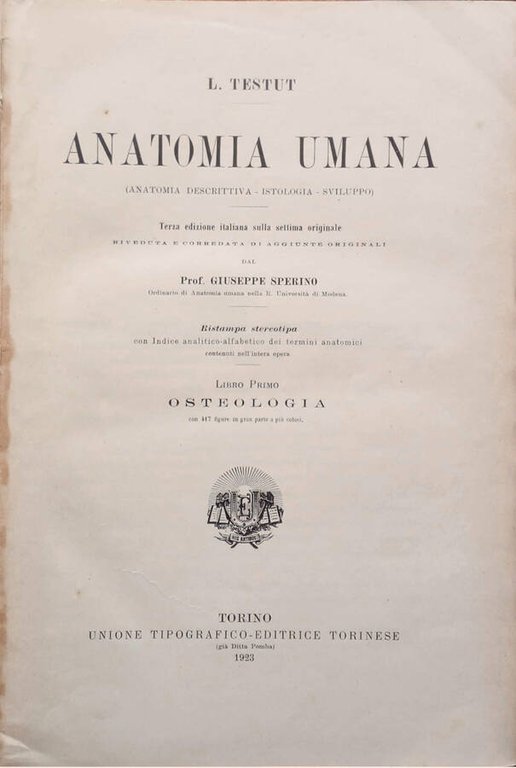 L. TESTUT
ANATOMIA UMANA
(ANATOMIA DESCRITTIVA - ISTOLOGIA - SVILUPPO)
Terza edizione italiana sulla settima originale
RIVEDUTA E CORREDATA DI AGGIUNTE ORIGINALI
DAL
Prof. GIUSEPPE SPERINO
Ordinario di Anatomia umana nella R. Università di Modena.
Ristampa stereotipa
con Indice analitico-alfabetico dei termini anatomici
contenuti nell'intera opera
LIBRO PRIMO
OSTEOLOGIA
con 447 figure in gran parte a più colori.
TORINO
UNIONE TIPOGRAFICO-EDITRICE TORINESE
(già Ditta Pomba)
1923